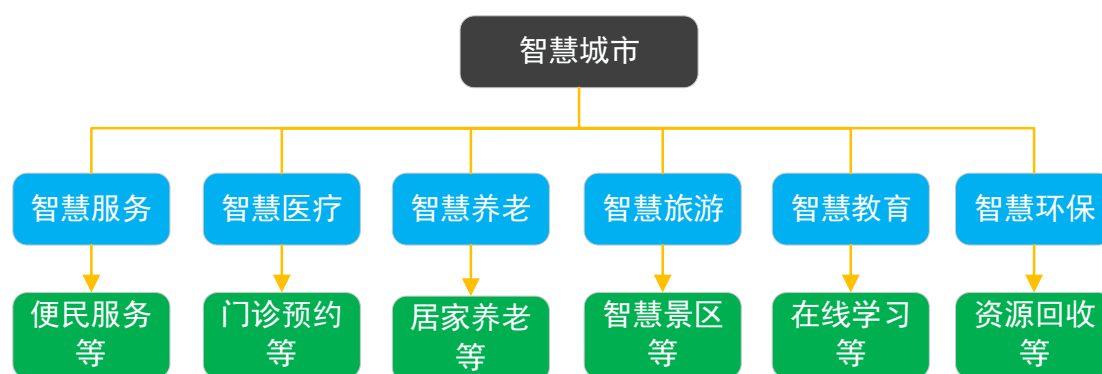 智慧城市
智慧服务
智慧医疗
智慧养老
智慧旅游
智慧教育
智慧环保
便民服务
等
门诊预约
等
居家养老
等
智慧景区
等
在线学习
等
资源回收
等